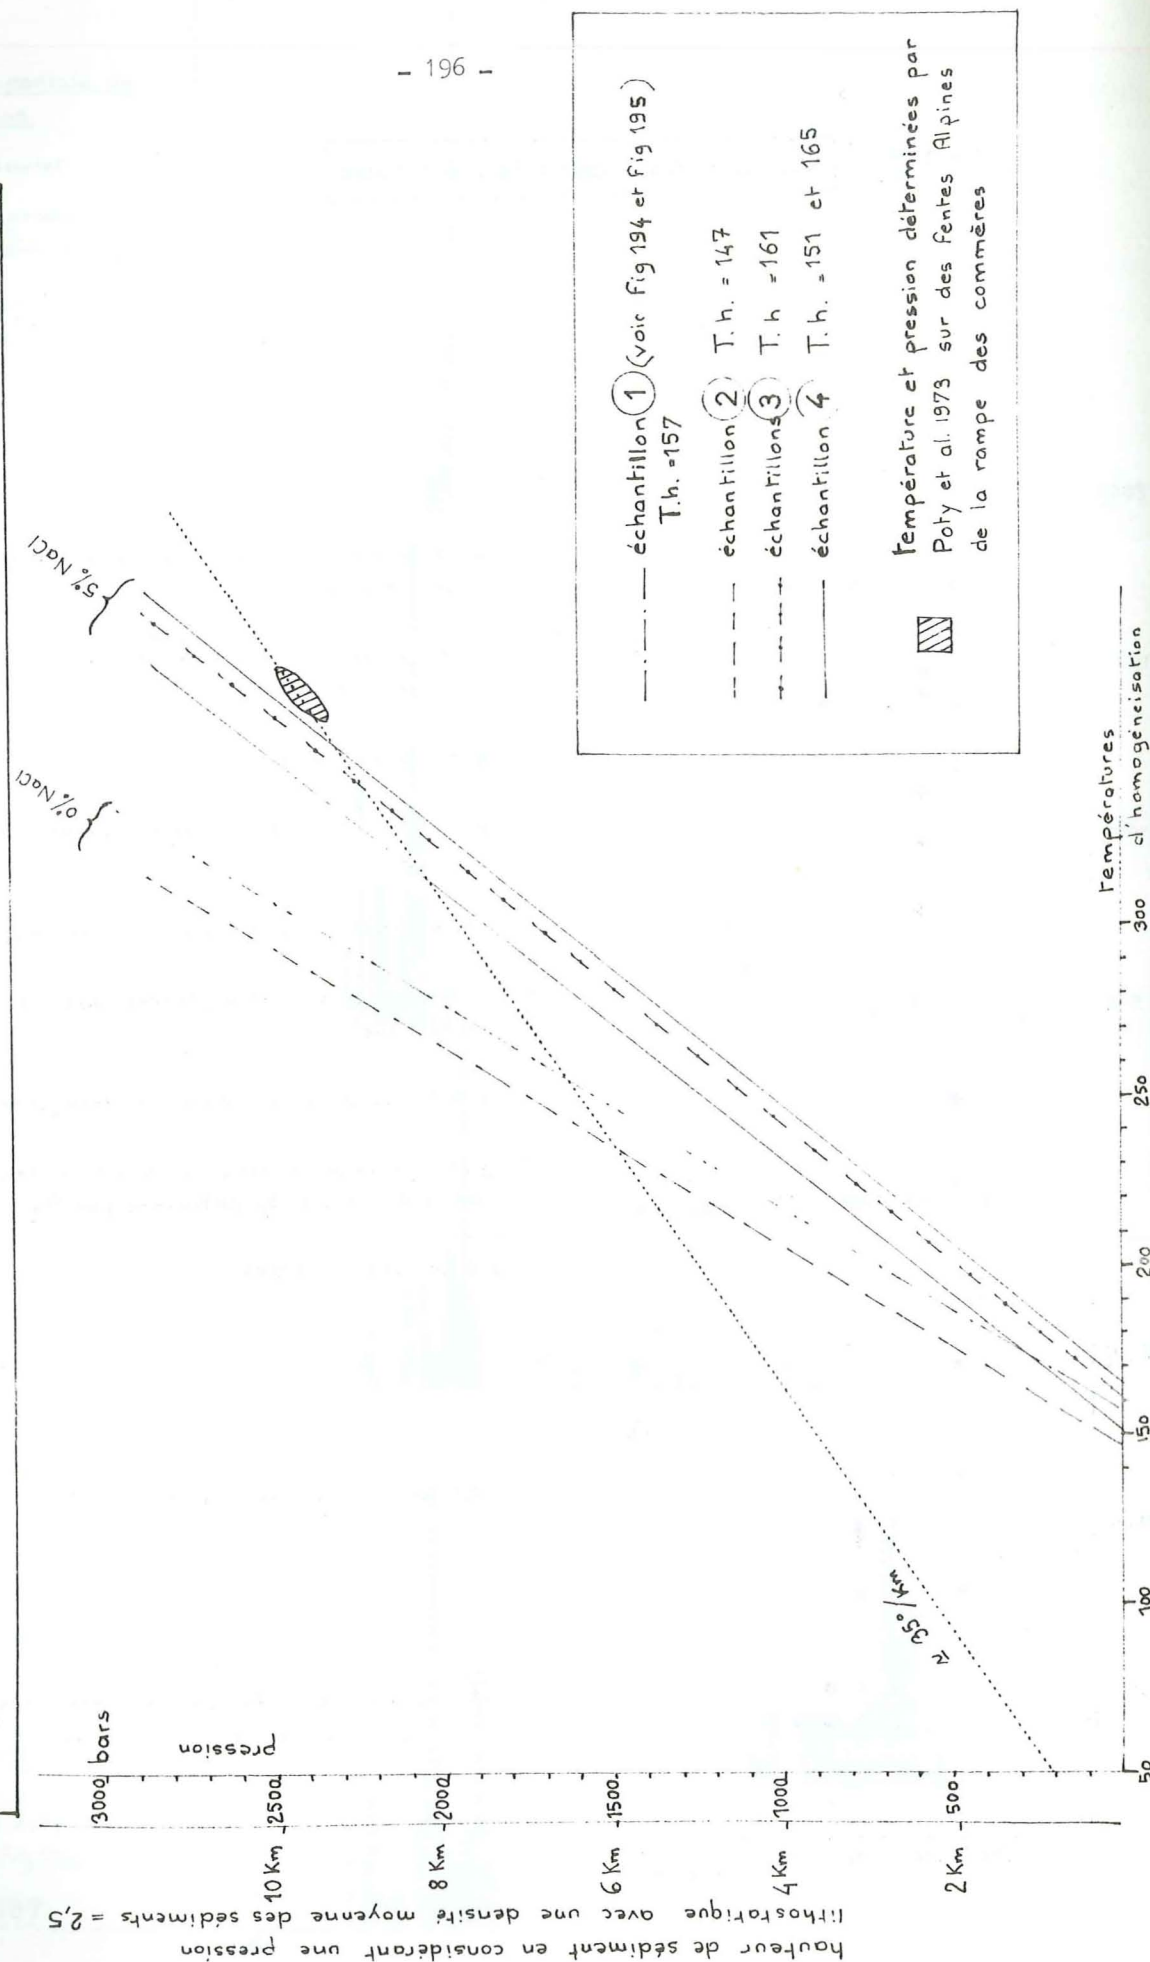 - 196 -
échantillon 1 (voir Fig 194 et Fig 195)
T.h. =157
échantillon 2 T.h. =147
échantillons 3 T.h =161
échantillon 4 T.h. =151 et 165
température et pression déterminées par
Poty et al. 1973 sur des fentes Alpines
de la rampe des commères
5% NaCl
0% NaCl
≈ 35°/Km
bars
pression
3000
2500
2000
1500
1000
500
10 Km
8 Km
6 Km
4 Km
2 Km
hauteur de sédiment en considérant une pression
lithostatique avec une densité moyenne des sédiments = 2,5
50
100
150
200
250
300
températures
d'homogéneisation